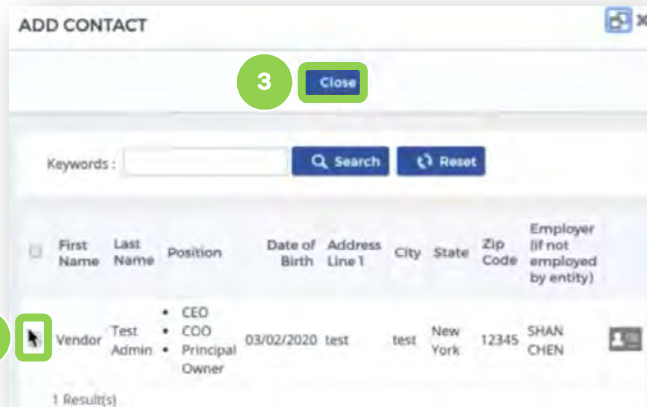 ADD CONTACT
3 Close
Keywords :
Search
Reset
First Name
Last Name
Position
Date of Birth
Address Line 1
City
State
Zip Code
Employer (if not employed by entity)
Vendor
Test Admin
• CEO
• COO
• Principal Owner
03/02/2020
test
test
New York
12345
SHAN CHEN
1 Result(s)